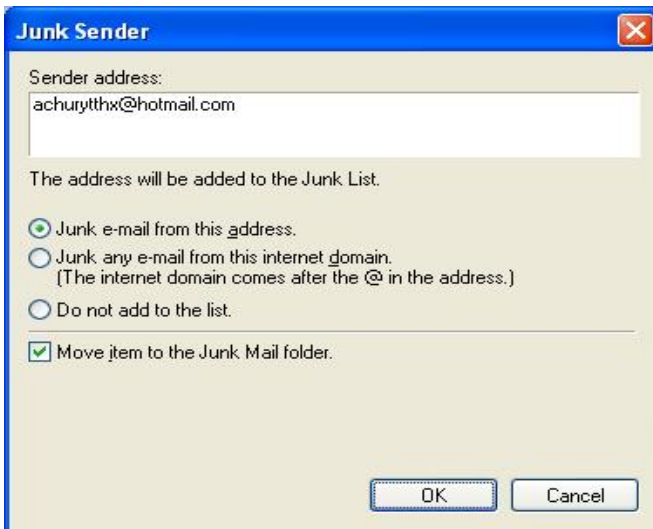 Junk Sender
Sender address:
achurytthx@hotmail.com
The address will be added to the Junk List.
Junk e-mail from this address.
Junk any e-mail from this internet domain.
(The internet domain comes after the @ in the address.)
Do not add to the list.
Move item to the Junk Mail folder.
OK Cancel